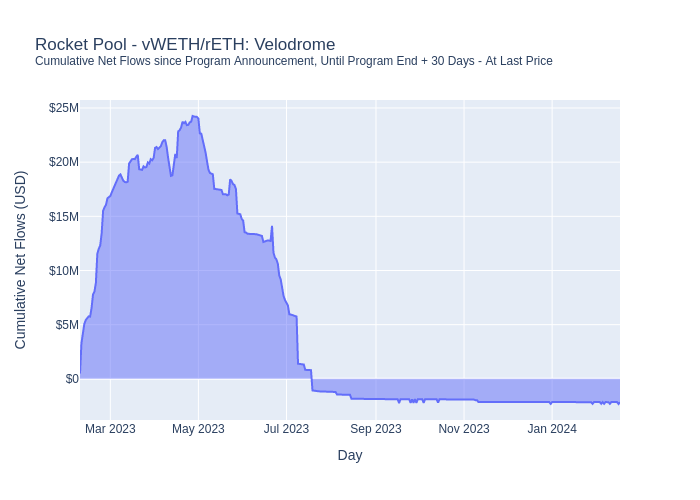 Rocket Pool - vWETH/rETH: Velodrome
Cumulative Net Flows since Program Announcement, Until Program End + 30 Days - At Last Price
Cumulative Net Flows (USD)
$25M
$20M
$15M
$10M
$5M
$0
Mar 2023
May 2023
Jul 2023
Sep 2023
Nov 2023
Jan 2024
Day